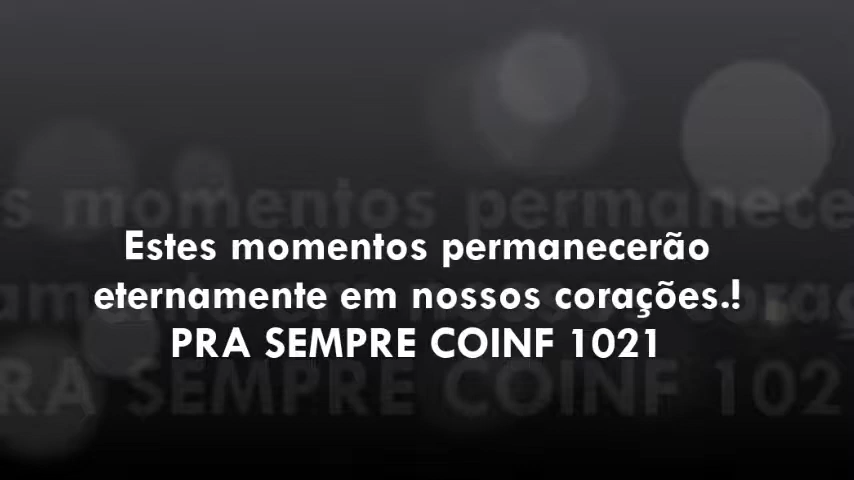 Estes momentos permanecerão
eternamente em nossos corações.!
PRA SEMPRE COINF 1021